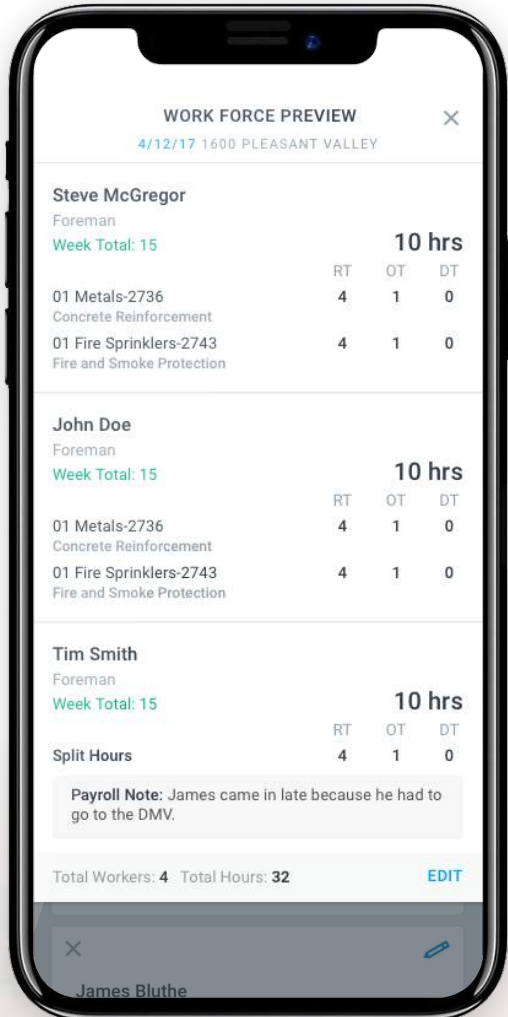 WORK FORCE PREVIEW
4/12/17 1600 PLEASANT VALLEY
Steve McGregor
Foreman
Week Total: 15
10 hrs
RT OT DT
01 Metals-2736 4 1 0
Concrete Reinforcement
01 Fire Sprinklers-2743 4 1 0
Fire and Smoke Protection
John Doe
Foreman
Week Total: 15
10 hrs
RT OT DT
01 Metals-2736 4 1 0
Concrete Reinforcement
01 Fire Sprinklers-2743 4 1 0
Fire and Smoke Protection
Tim Smith
Foreman
Week Total: 15
10 hrs
RT OT DT
Split Hours 4 1 0
Payroll Note: James came in late because he had to
go to the DMV.
Total Workers: 4 Total Hours: 32 EDIT
James Bluthe